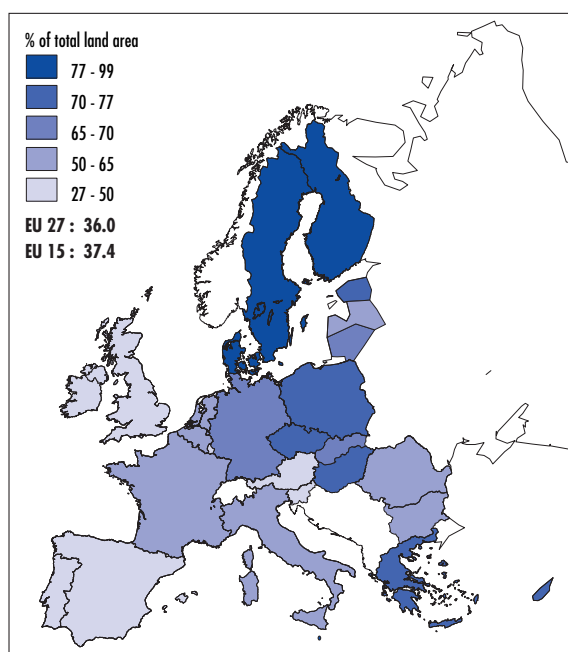 % of total land area
77 - 99
70 - 77
65 - 70
50 - 65
27 - 50
EU 27 : 36.0
EU 15 : 37.4